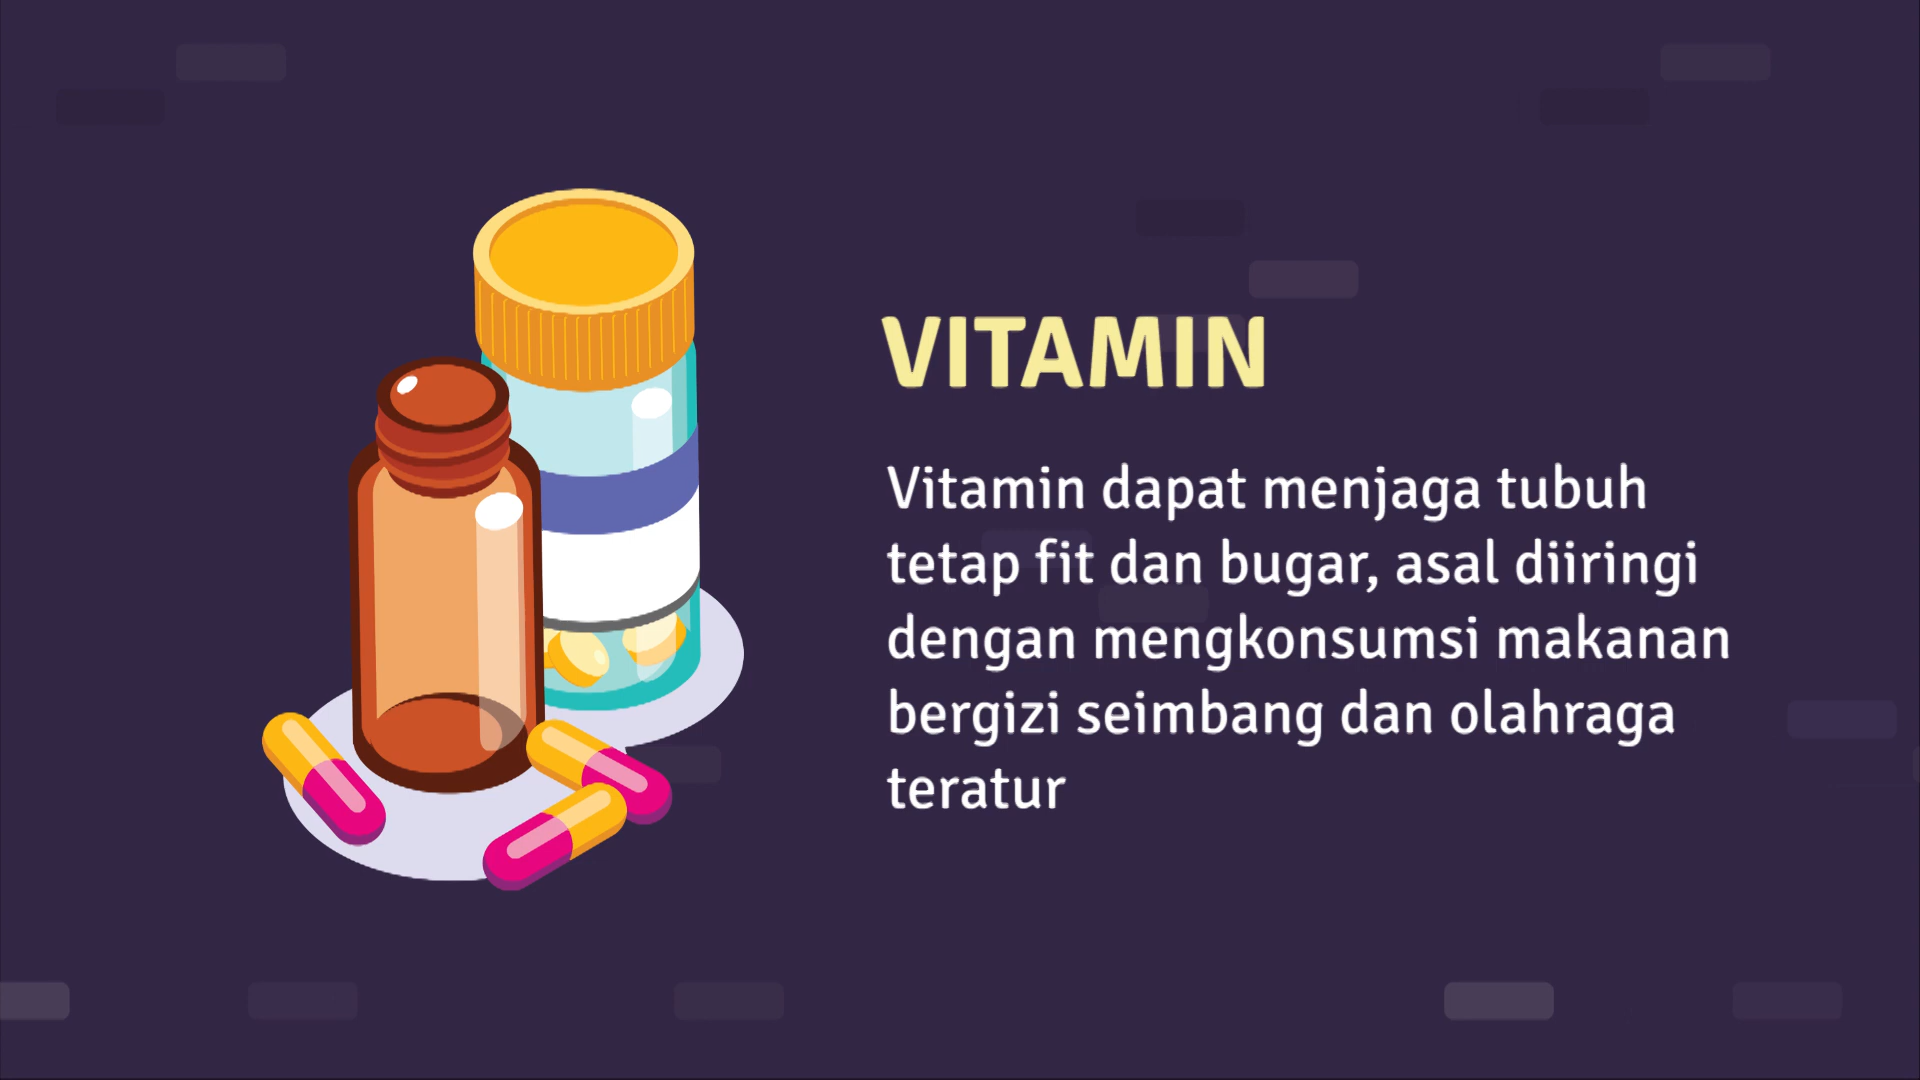 VITAMIN
Vitamin dapat menjaga tubuh
tetap fit dan bugar, asal diiringi
dengan mengkonsumsi makanan
bergizi seimbang dan olahraga
teratur